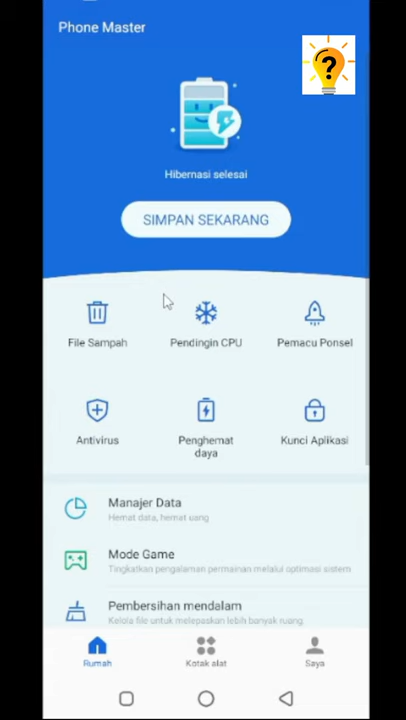 Phone Master
?
Hibernasi selesai
SIMPAN SEKARANG
File Sampah
Pendingin CPU
Pemacu Ponsel
Antivirus
Penghemat
daya
Kunci Aplikasi
Manajer Data
Hemat data, hemat uang
Mode Game
Tingkatkan pengalaman permainan melalui optimasi sistem
Pembersihan mendalam
Kelola file untuk melepaskan lebih banyak ruang.
Rumah
Kotak alat
Saya